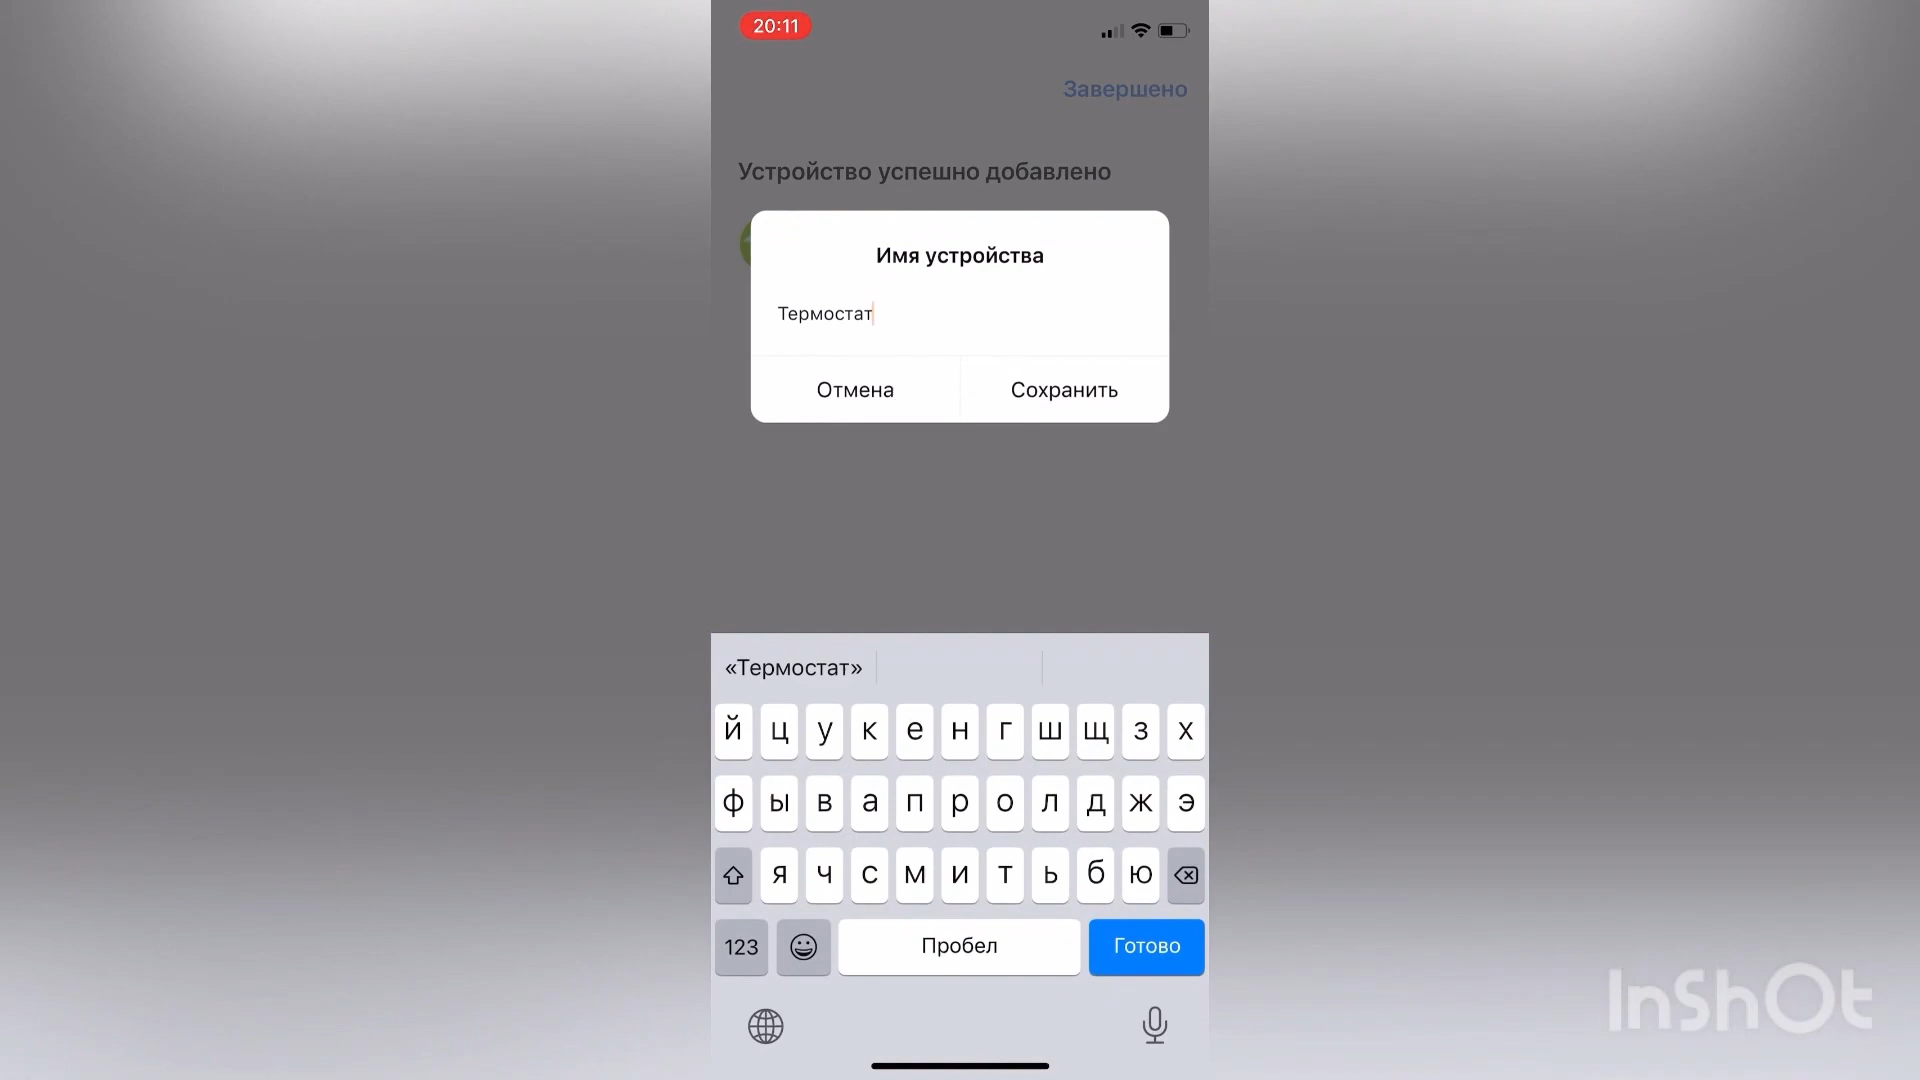 20:11
Завершено
Устройство успешно добавлено
Имя устройства
Термостат
Отмена
Сохранить
«Термостат»
й ц у к е н г ш щ з х
ф ы в а п р о л д ж э
я ч с м и т ь б ю
123
Пробел
Готово
InShOt